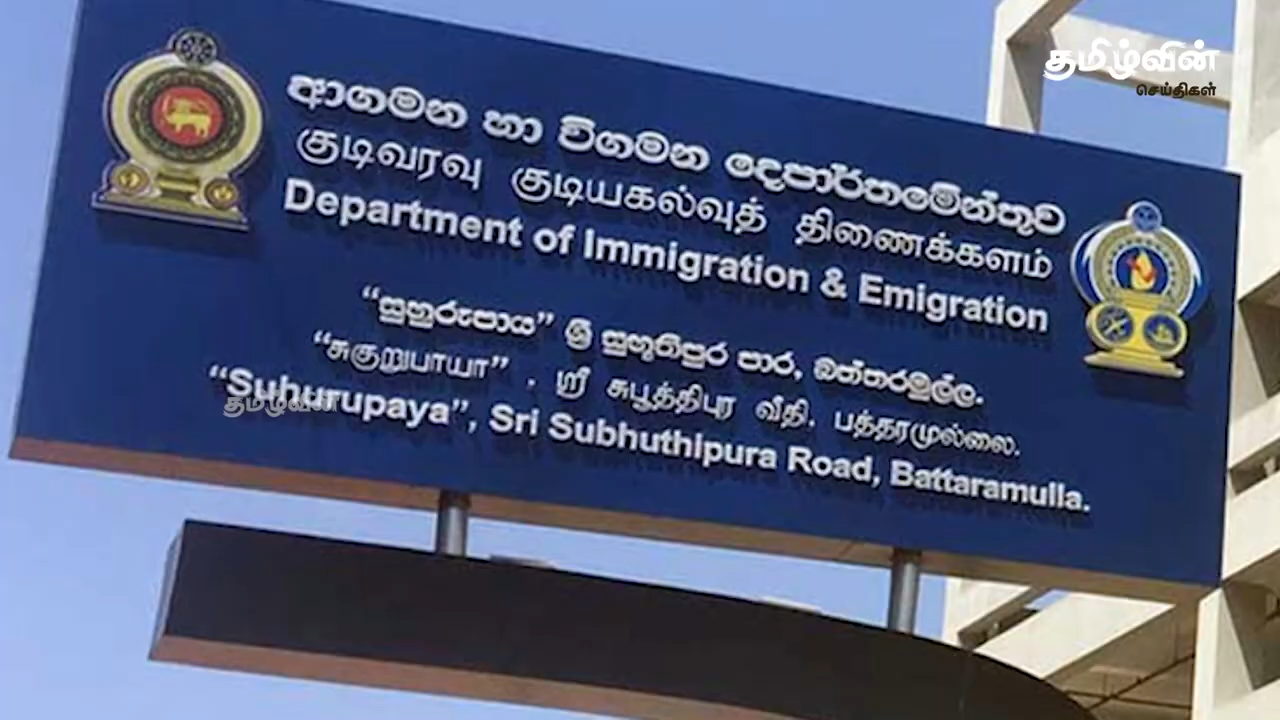 தமிழ்வின்
செய்திகள்
ආගමන හා විගමන දෙපාර්තමේන්තුව
குடிவரவு குடியகல்வுத் திணைக்களம்
Department of Immigration & Emigration
“සුහුරුපාය” ශ්‍රී සුභූතිපුර පාර, බත්තරමුල්ල.
“சுகுறுபாயா” , ஸ்ரீ சுபூத்திபுர வீதி, பத்தரமுல்லை.
“Suhurupaya”, Sri Subhuthipura Road, Battaramulla.
தமிழ்வின்